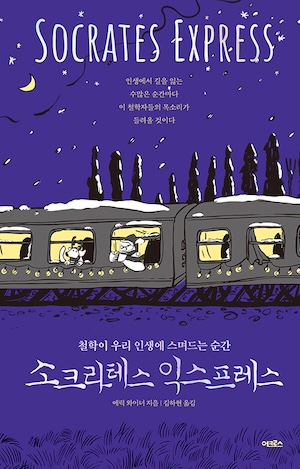 SOCRATES EXPRESS
인생에서 길을 잃는
수많은 순간마다
이 철학자들의 목소리가
들려올 것이다
철학이 우리 인생에 스며드는 순간
소크라테스 익스프레스
에릭 와이너 지음 | 김하현 옮김
어크로스